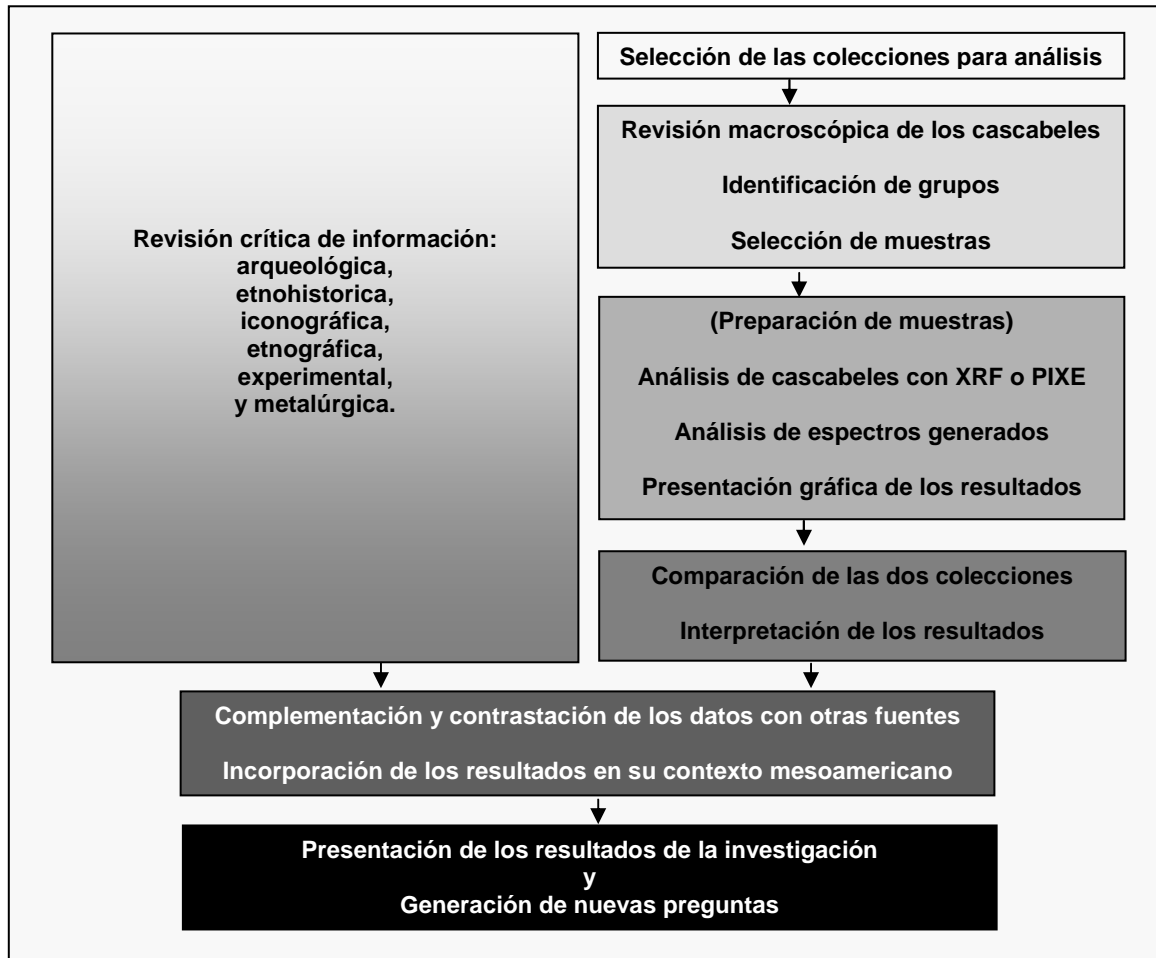 Revisión crítica de información:
arqueológica,
etnohistorica,
iconográfica,
etnográfica,
experimental,
y metalúrgica.
Selección de las colecciones para análisis
Revisión macroscópica de los cascabeles
Identificación de grupos
Selección de muestras
(Preparación de muestras)
Análisis de cascabeles con XRF o PIXE
Análisis de espectros generados
Presentación gráfica de los resultados
Comparación de las dos colecciones
Interpretación de los resultados
Complementación y contrastación de los datos con otras fuentes
Incorporación de los resultados en su contexto mesoamericano
Presentación de los resultados de la investigación
y
Generación de nuevas preguntas